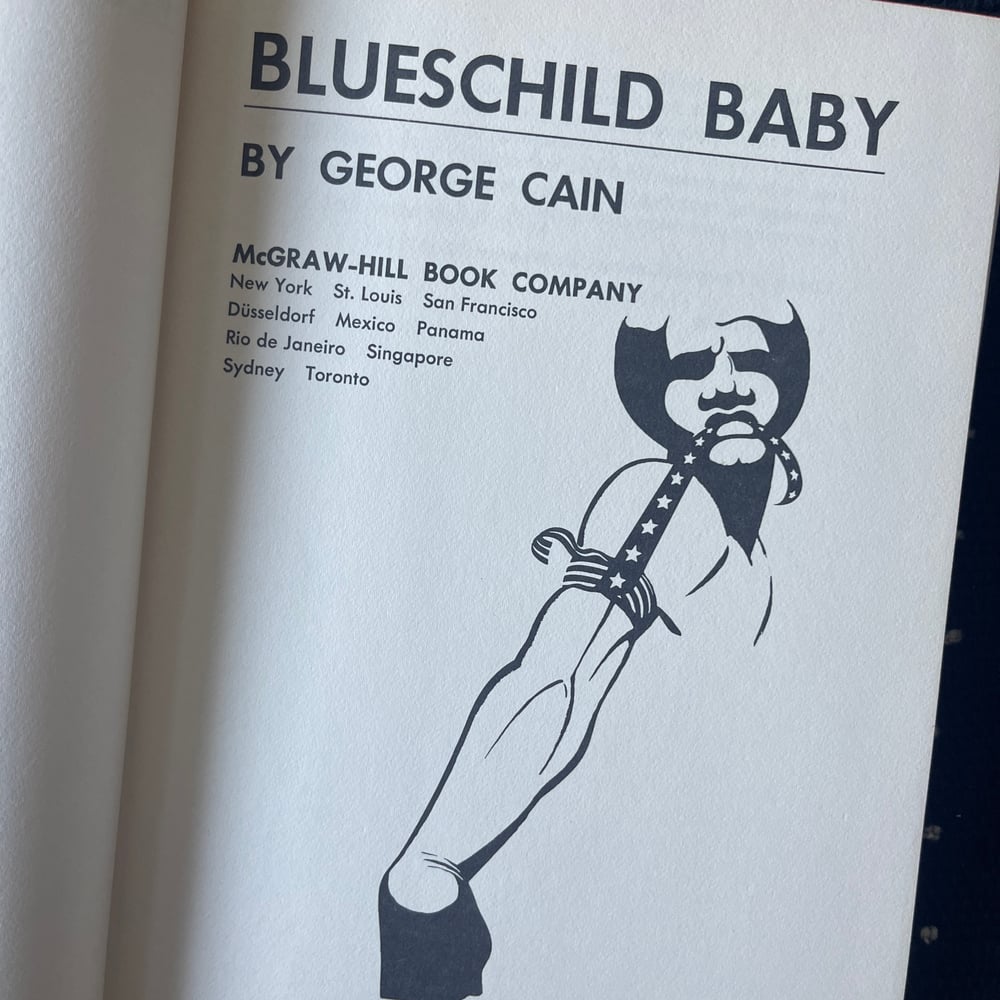 BLUESCHILD BABY
BY GEORGE CAIN
McGRAW-HILL BOOK COMPANY
New York St. Louis San Francisco
Düsseldorf Mexico Panama
Rio de Janeiro Singapore
Sydney Toronto